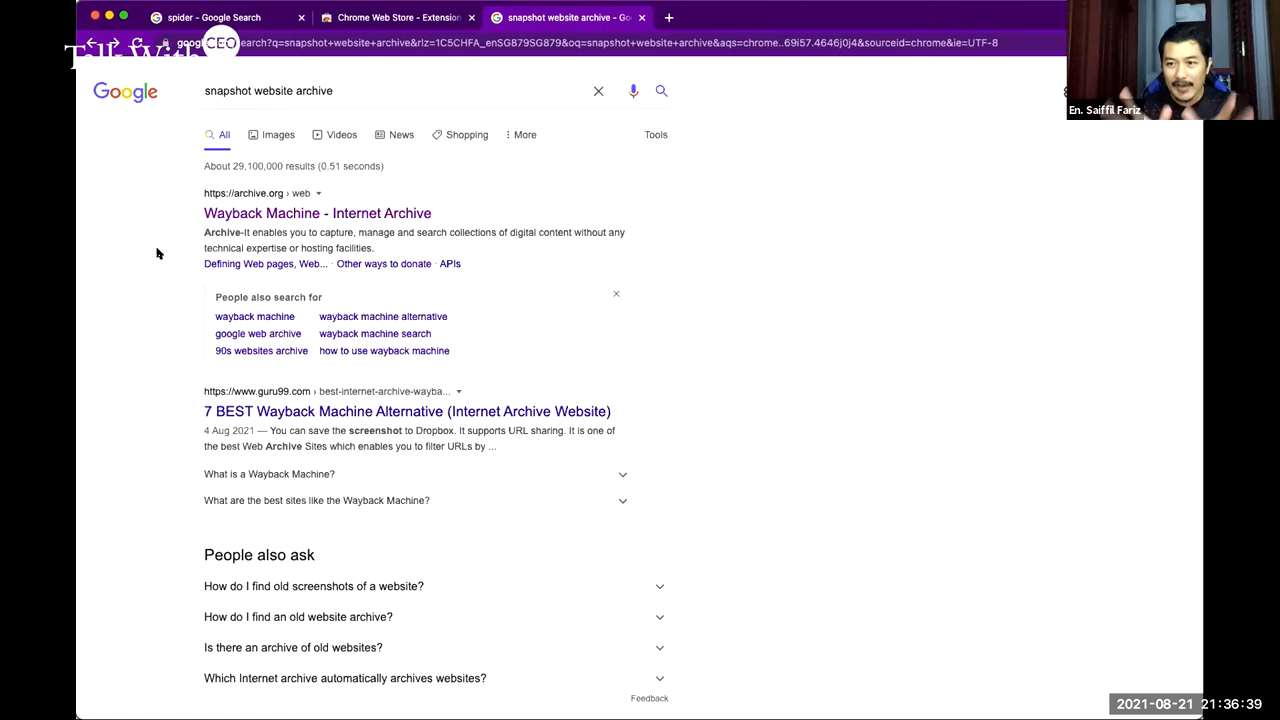 spider - Google Search
Chrome Web Store - Extension
snapshot website archive - Go
Talk With
CEO
search?q=snapshot+website+archive&rlz=1C5CHFA_enSG879SG879&oq=snapshot+website+archive&aqs=chrome..69i57.4646j0j4&sourceid=chrome&ie=UTF-8
Google
snapshot website archive
En. Saiffil Fariz
All
Images
Videos
News
Shopping
More
Tools
About 29,100,000 results (0.51 seconds)
https://archive.org › web
Wayback Machine - Internet Archive
Archive-It enables you to capture, manage and search collections of digital content without any
technical expertise or hosting facilities.
Defining Web pages, Web... · Other ways to donate · APIs
People also search for
wayback machine
wayback machine alternative
google web archive
wayback machine search
90s websites archive
how to use wayback machine
https://www.guru99.com › best-internet-archive-wayba...
7 BEST Wayback Machine Alternative (Internet Archive Website)
4 Aug 2021 — You can save the screenshot to Dropbox. It supports URL sharing. It is one of
the best Web Archive Sites which enables you to filter URLs by ...
What is a Wayback Machine?
What are the best sites like the Wayback Machine?
People also ask
How do I find old screenshots of a website?
How do I find an old website archive?
Is there an archive of old websites?
Which Internet archive automatically archives websites?
Feedback
2021-08-21 21:36:39